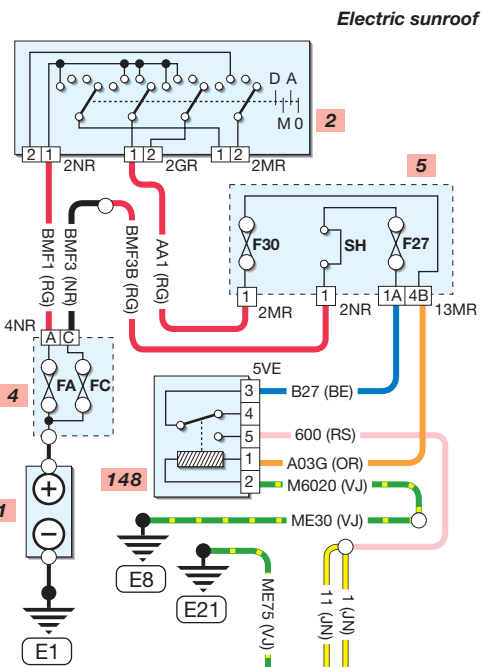 Electric sunroof
D A
M 0
2
2 1 2NR
1 2 2GR
1 2 2MR
5
BMF1 (RG)
BMF3 (NR)
BMF3B (RG)
AA1 (RG)
F30
SH
F27
1 2MR
1 2NR
1A 4B 13MR
4NR
A C
FA
FC
4
5VE
3 B27 (BE)
4
5 600 (RS)
1 A03G (OR)
2 M6020 (VJ)
148
1
+
−
ME30 (VJ)
E8
E21
E1
ME75 (VJ)
11 (JN)
1 (JN)